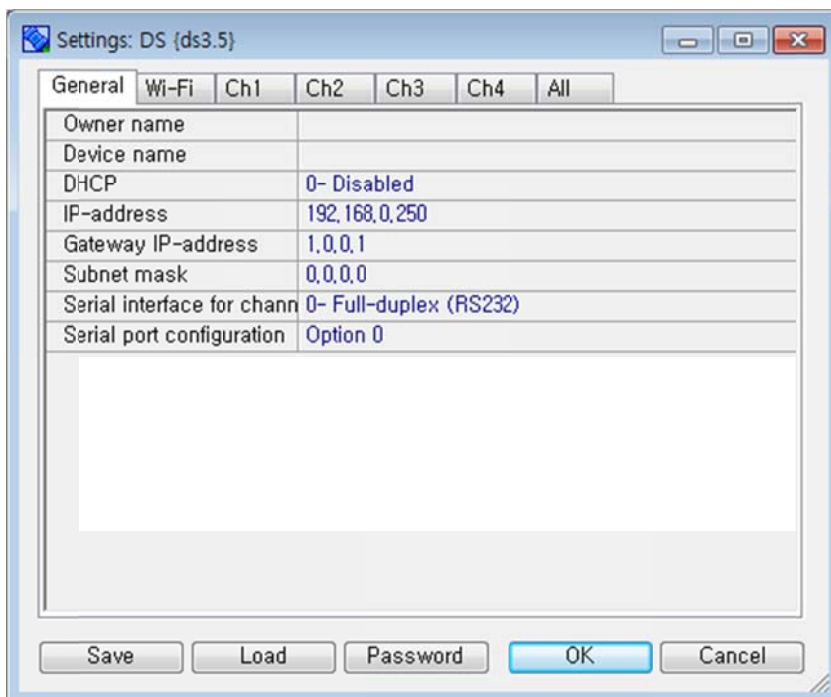 Settings: DS {ds3.5}
General Wi-Fi Ch1 Ch2 Ch3 Ch4 All
Owner name
Device name
DHCP 0- Disabled
IP-address 192,168,0,250
Gateway IP-address 1,0,0,1
Subnet mask 0,0,0,0
Serial interface for chann 0- Full-duplex (RS232)
Serial port configuration Option 0
Save Load Password OK Cancel